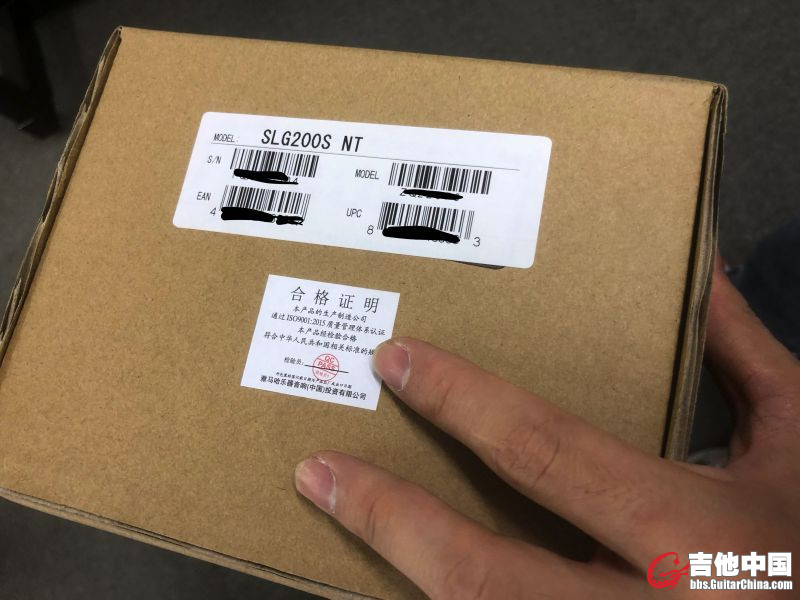 MODEL: SLG200S NT
S/N
MODEL
EAN
4
UPC
8 3
合格证明
本产品的生产制造公司
通过ISO9001:2015质量管理体系认证
本产品经检验合格
符合中华人民共和国相关标准的规
检验员:
QC
PASS
雅马哈乐器音响(中国)投资有限公司
吉他中国
bbs.GuitarChina.com